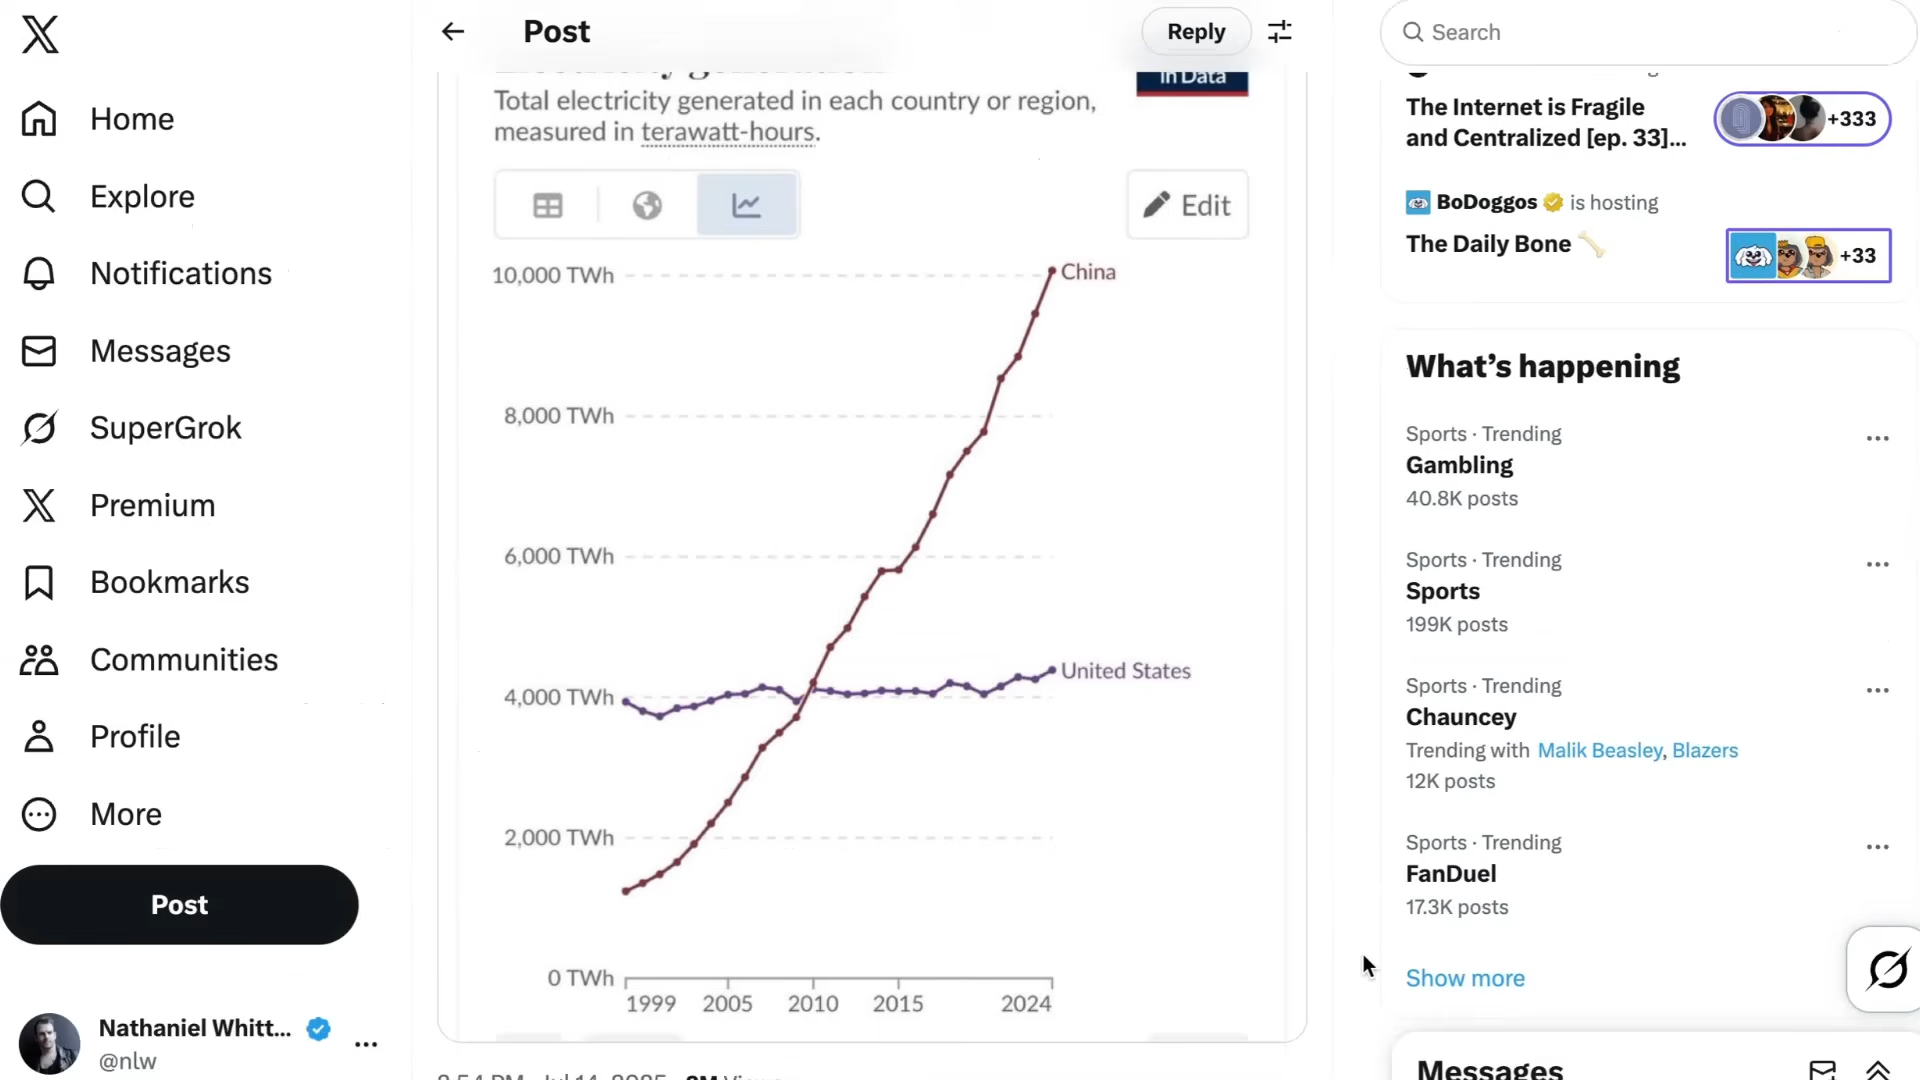 Home
Explore
Notifications
Messages
SuperGrok
Premium
Bookmarks
Communities
Profile
More
Post
Nathaniel Whitt...
@nlw
Post
Reply
in Data
Total electricity generated in each country or region,
measured in terawatt-hours.
Edit
10,000 TWh
China
8,000 TWh
6,000 TWh
United States
4,000 TWh
2,000 TWh
0 TWh
1999 2005 2010 2015 2024
Search
The Internet is Fragile
and Centralized [ep. 33]...
+333
BoDoggos is hosting
The Daily Bone
+33
What's happening
Sports · Trending
Gambling
40.8K posts
Sports · Trending
Sports
199K posts
Sports · Trending
Chauncey
Trending with Malik Beasley, Blazers
12K posts
Sports · Trending
FanDuel
17.3K posts
Show more
Messages